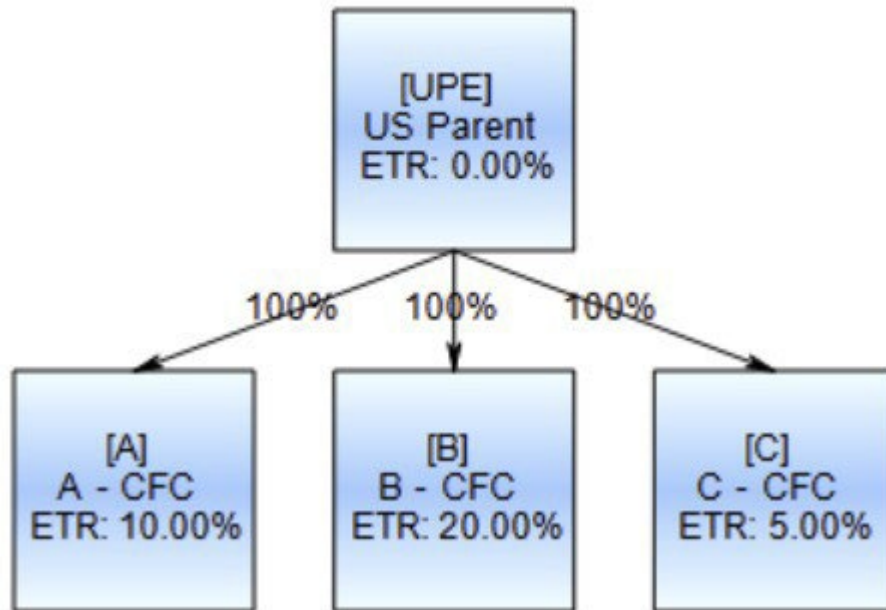 [UPE]
US Parent
ETR: 0.00%
100%
100%
100%
[A]
A - CFC
ETR: 10.00%
[B]
B - CFC
ETR: 20.00%
[C]
C - CFC
ETR: 5.00%